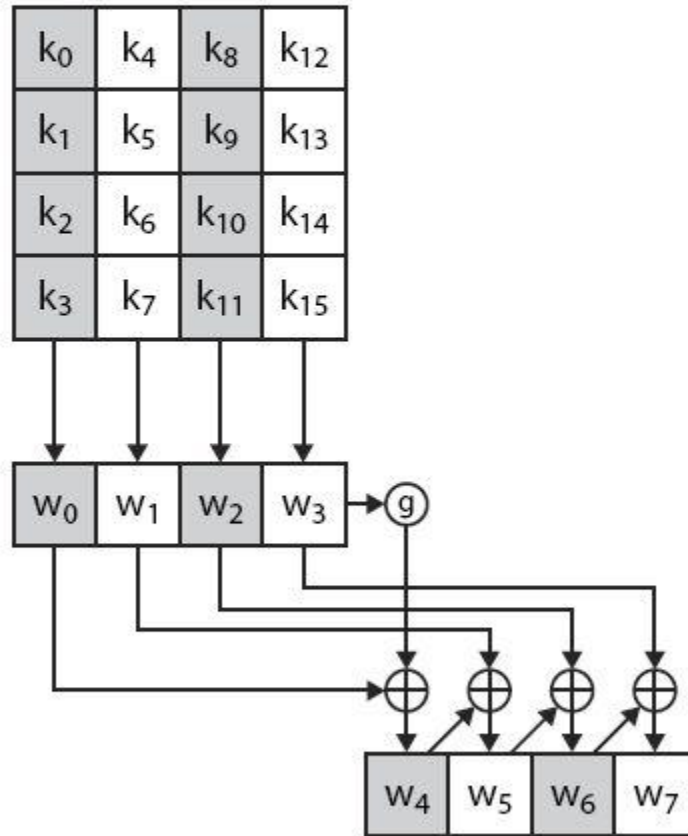 k₀ k₄ k₈ k₁₂
k₁ k₅ k₉ k₁₃
k₂ k₆ k₁₀ k₁₄
k₃ k₇ k₁₁ k₁₅
w₀ w₁ w₂ w₃ g
w₄ w₅ w₆ w₇